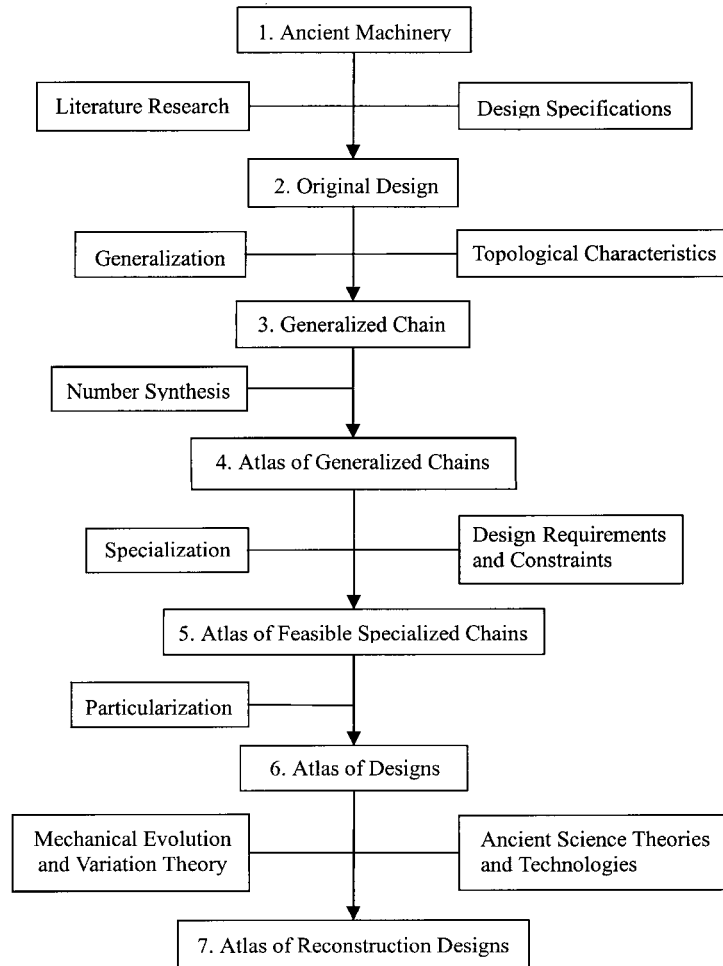 1. Ancient Machinery
Literature Research
Design Specifications
2. Original Design
Generalization
Topological Characteristics
3. Generalized Chain
Number Synthesis
4. Atlas of Generalized Chains
Specialization
Design Requirements
and Constraints
5. Atlas of Feasible Specialized Chains
Particularization
6. Atlas of Designs
Mechanical Evolution
and Variation Theory
Ancient Science Theories
and Technologies
7. Atlas of Reconstruction Designs